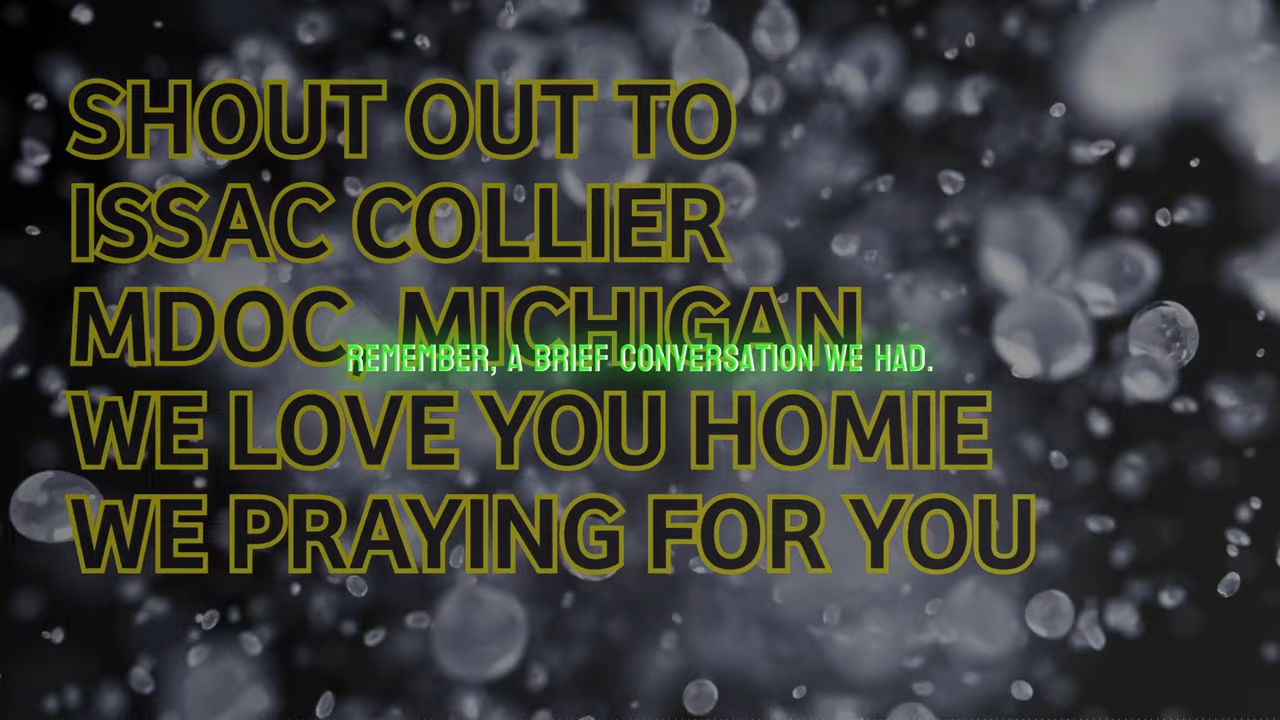 SHOUT OUT TO
ISSAC COLLIER
MDOC, MICHIGAN
REMEMBER, A BRIEF CONVERSATION WE HAD.
WE LOVE YOU HOMIE
WE PRAYING FOR YOU